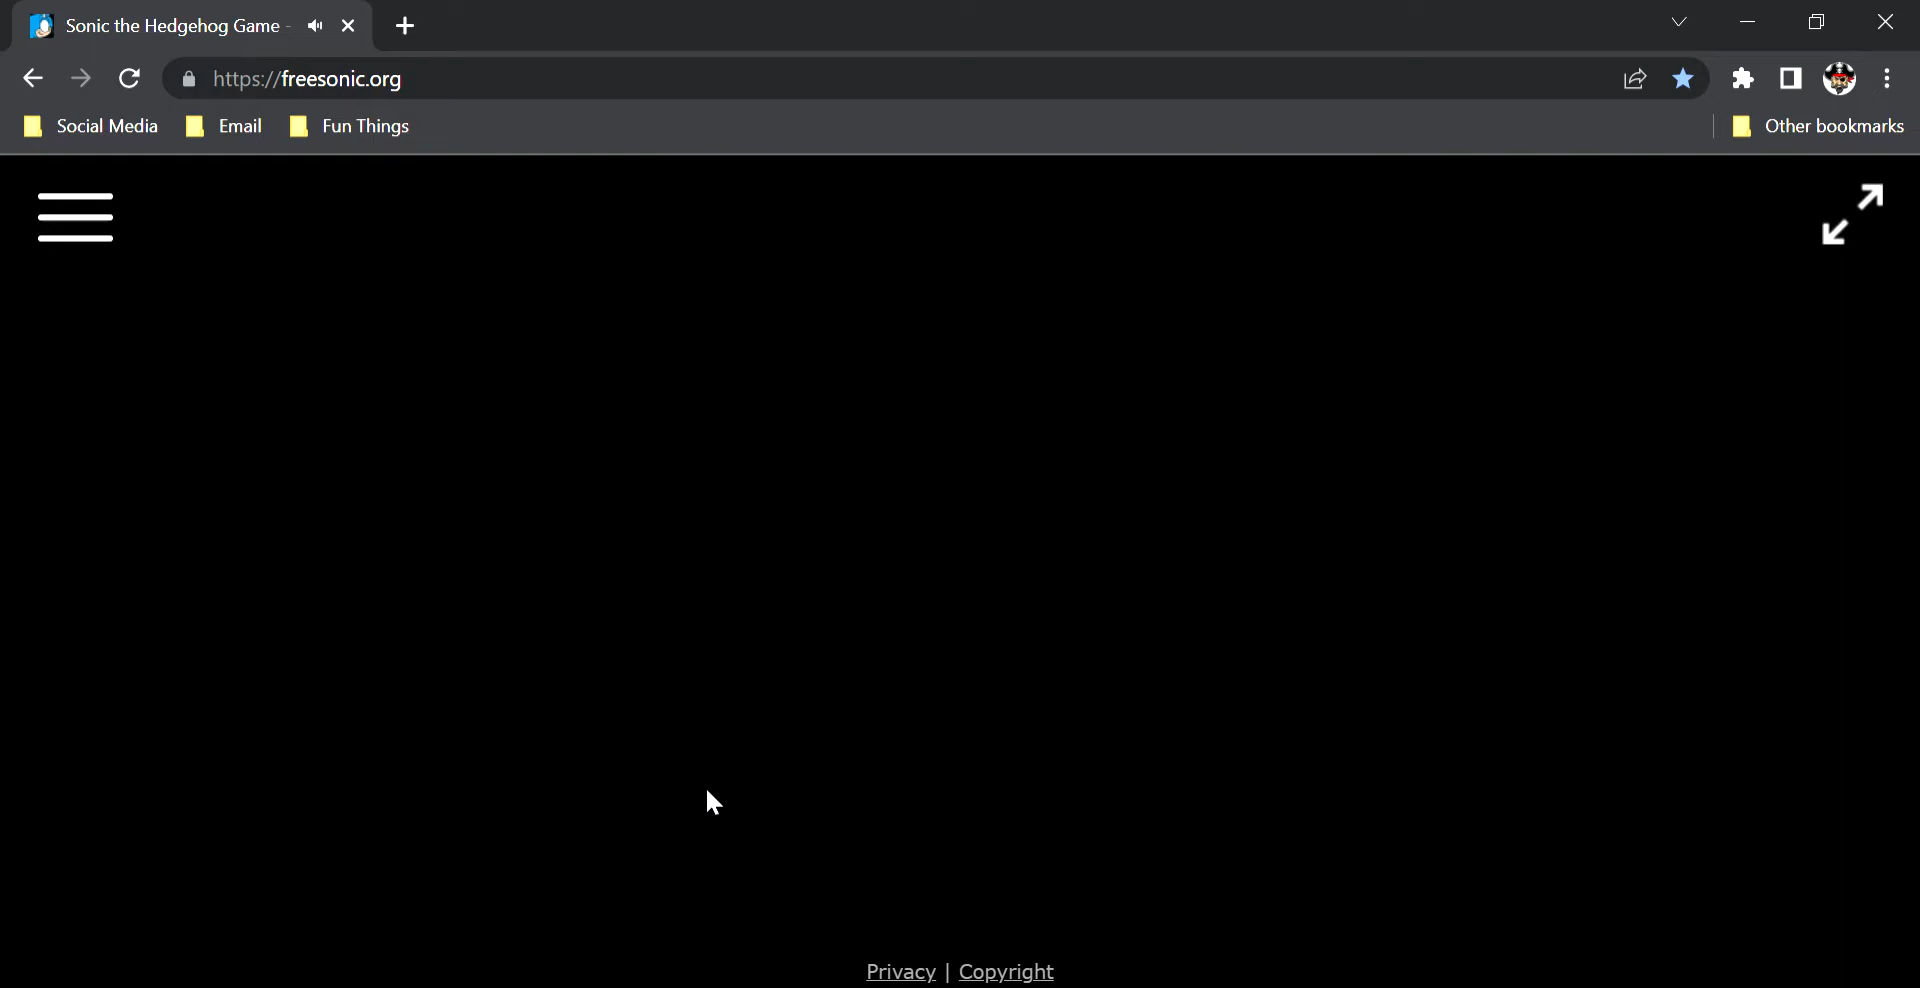 Sonic the Hedgehog Game -
https://freesonic.org
Social Media Email Fun Things Other bookmarks
Privacy | Copyright